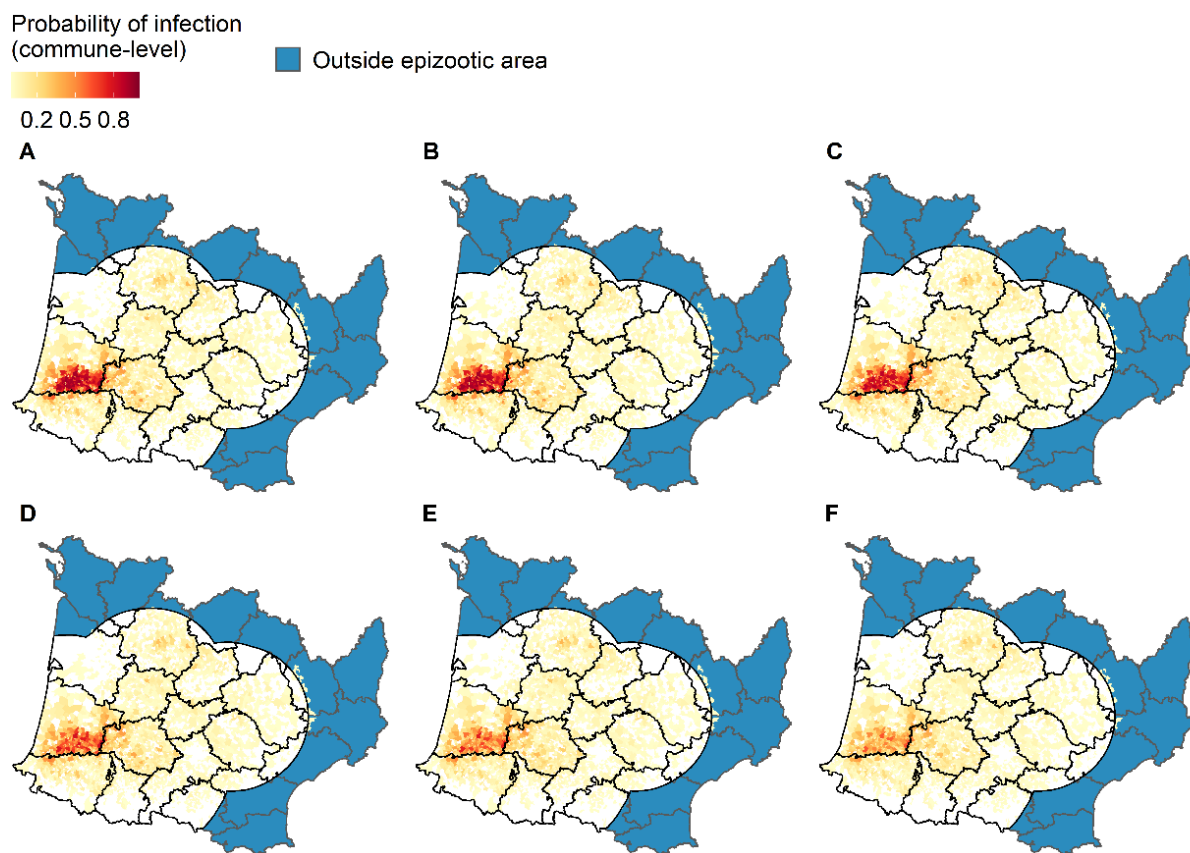 Probability of infection
(commune-level)
Outside epizootic area
0.2 0.5 0.8
A
B
C
D
E
F